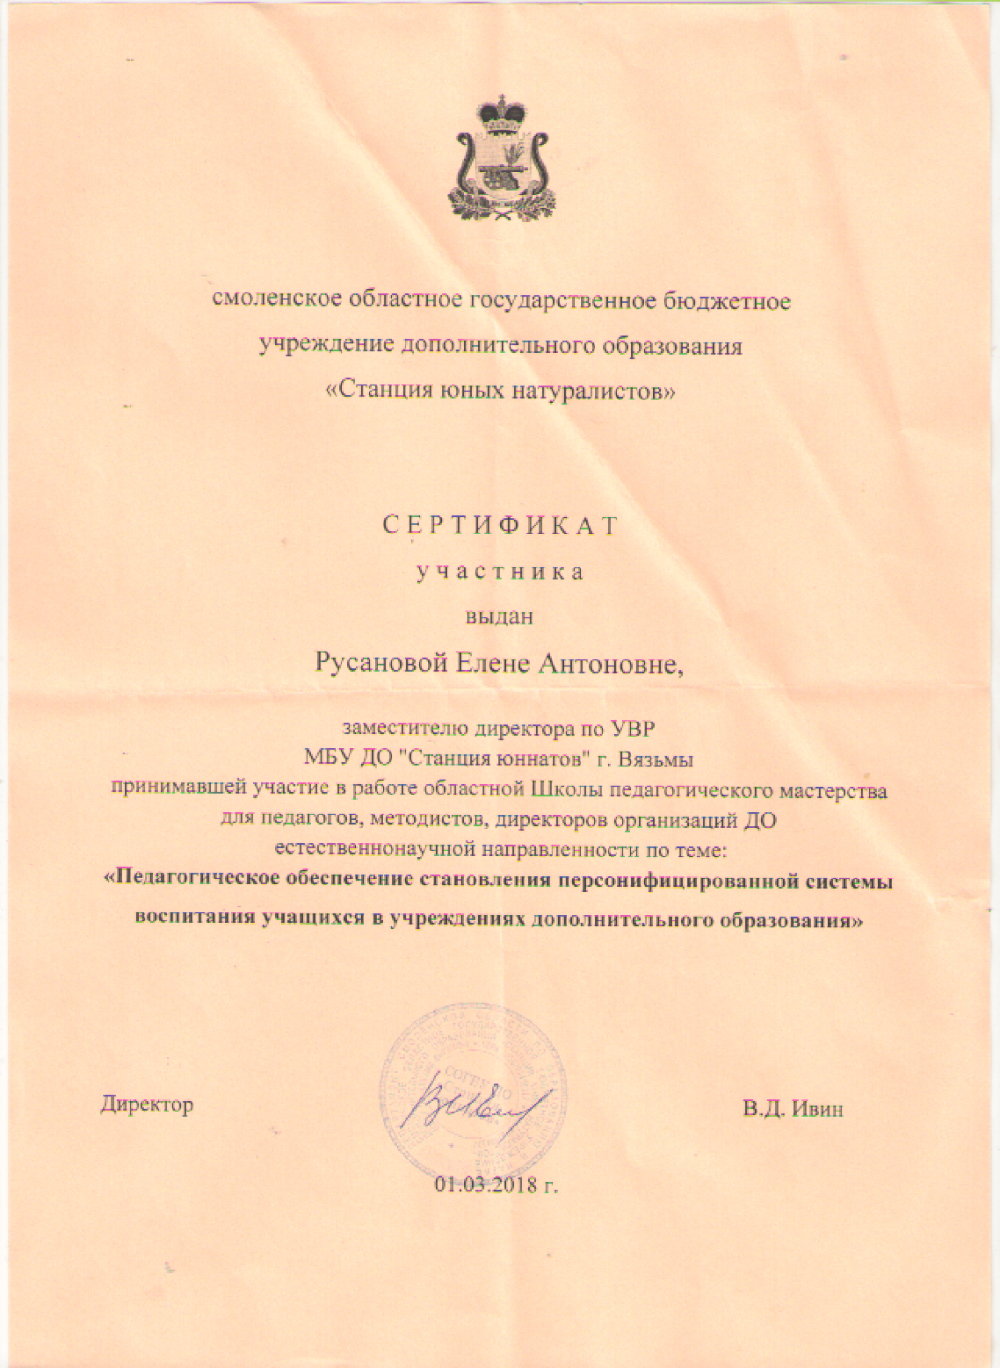 смоленское областное государственное бюджетное
учреждение дополнительного образования
«Станция юных натуралистов»
СЕРТИФИКАТ
участника
выдан
Русановой Елене Антоновне,
заместителю директора по УВР
МБУ ДО "Станция юннатов" г. Вязьмы
принимавшей участие в работе областной Школы педагогического мастерства
для педагогов, методистов, директоров организаций ДО
естественнонаучной направленности по теме:
«Педагогическое обеспечение становления персонифицированной системы
воспитания учащихся в учреждениях дополнительного образования»
Директор
В.Д. Ивин
01.03.2018 г.